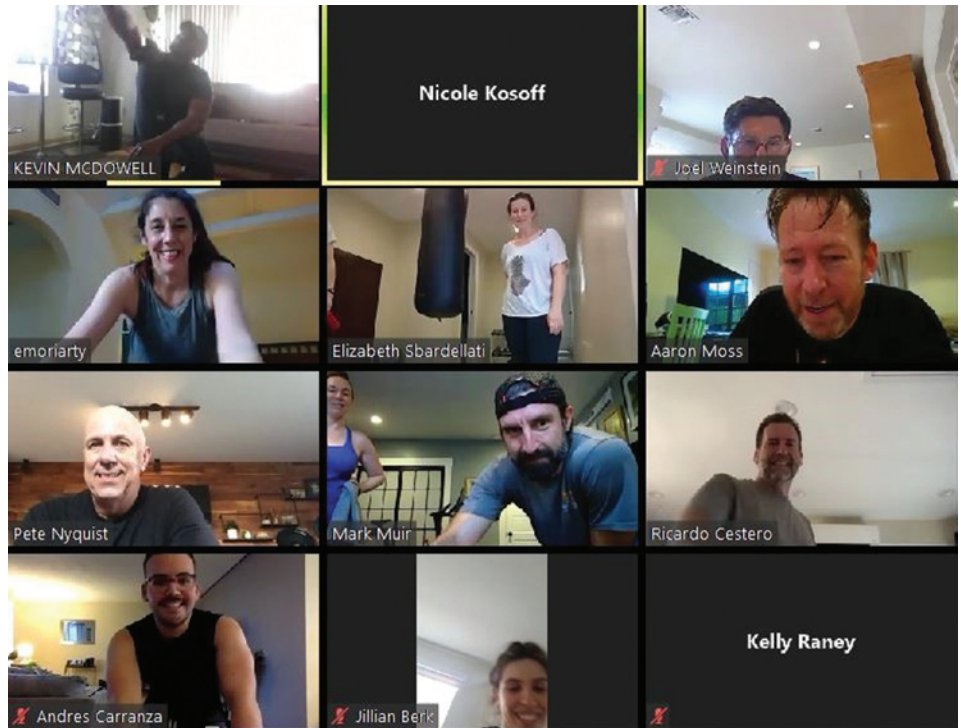 KEVIN MCDOWELL
Nicole Kosoff
Joel Weinstein
emoriarty
Elizabeth Sbardellati
Aaron Moss
Pete Nyquist
Mark Muir
Ricardo Cestero
Andres Carranza
Jillian Berk
Kelly Raney